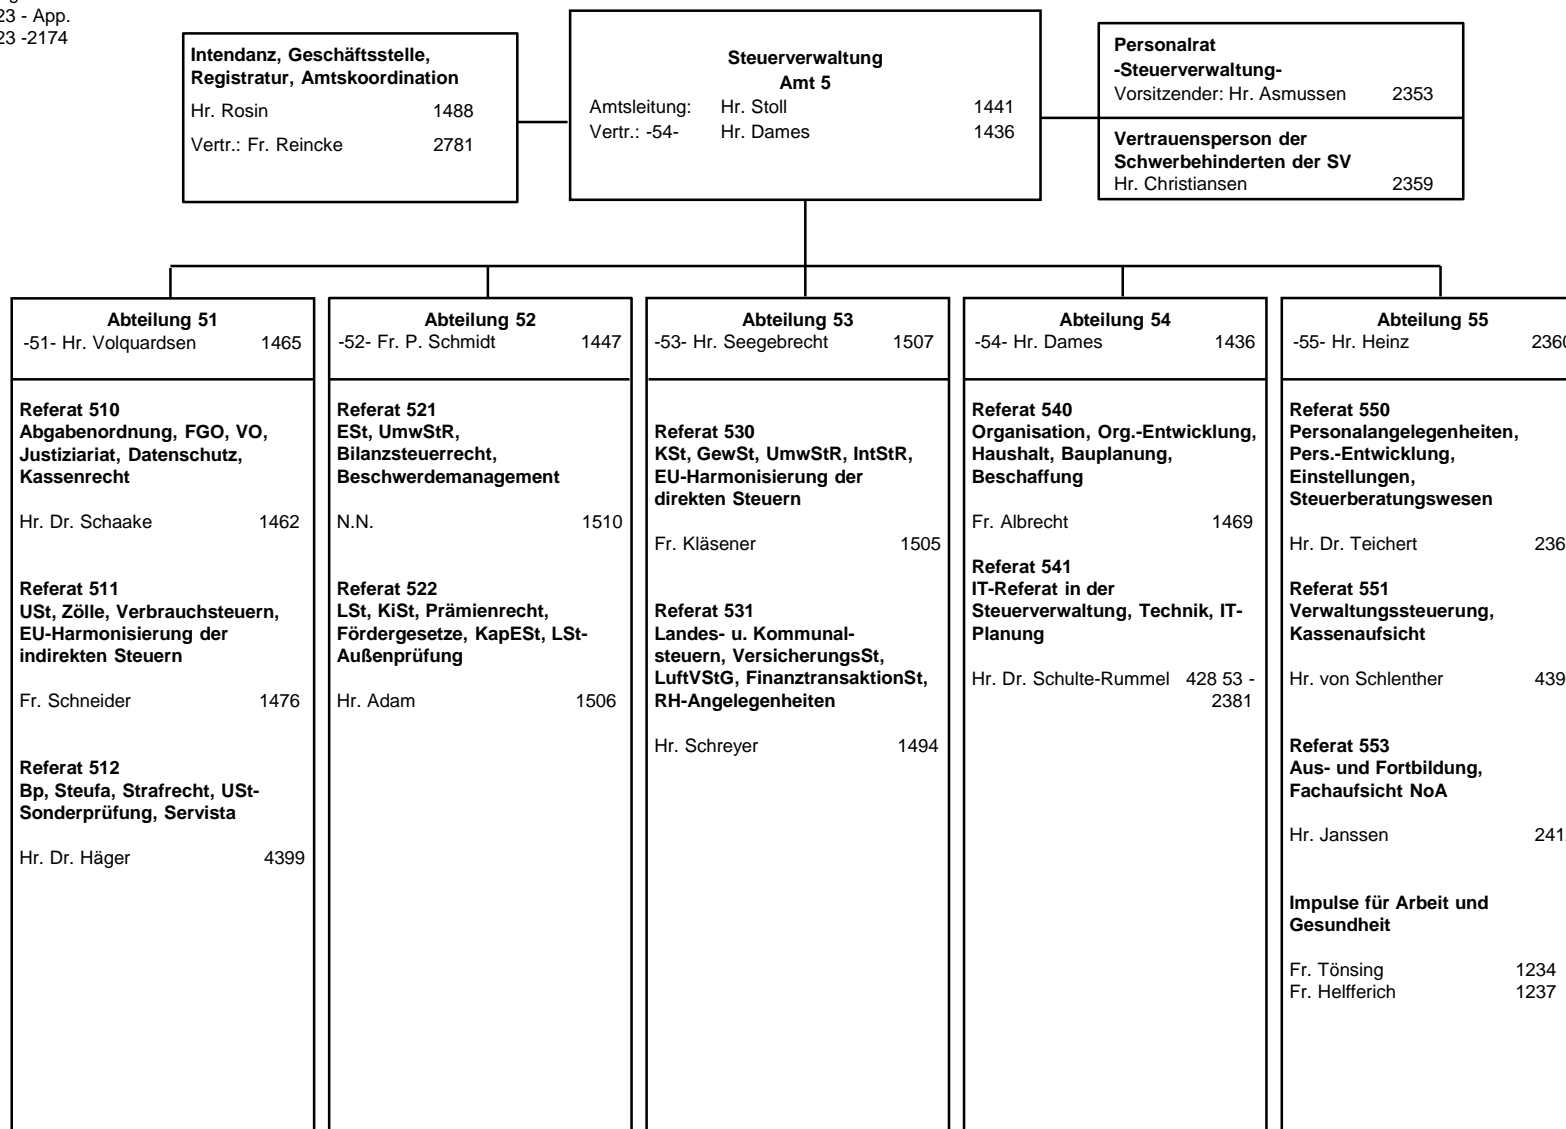 23 - App.
23 -2174
Intendanz, Geschäftsstelle,
Registratur, Amtskoordination
Hr. Rosin 1488
Vertr.: Fr. Reincke 2781
Steuerverwaltung
Amt 5
Amtsleitung: Hr. Stoll 1441
Vertr.: -54- Hr. Dames 1436
Personalrat
-Steuerverwaltung-
Vorsitzender: Hr. Asmussen 2353
Vertrauensperson der
Schwerbehinderten der SV
Hr. Christiansen 2359
Abteilung 51
-51- Hr. Volquardsen 1465
Referat 510
Abgabenordnung, FGO, VO,
Justiziariat, Datenschutz,
Kassenrecht
Hr. Dr. Schaake 1462
Referat 511
USt, Zölle, Verbrauchsteuern,
EU-Harmonisierung der
indirekten Steuern
Fr. Schneider 1476
Referat 512
Bp, Steufa, Strafrecht, USt-
Sonderprüfung, Servista
Hr. Dr. Häger 4399
Abteilung 52
-52- Fr. P. Schmidt 1447
Referat 521
ESt, UmwStR,
Bilanzsteuerrecht,
Beschwerdemanagement
N.N. 1510
Referat 522
LSt, KiSt, Prämienrecht,
Fördergesetze, KapESt, LSt-
Außenprüfung
Hr. Adam 1506
Abteilung 53
-53- Hr. Seegebrecht 1507
Referat 530
KSt, GewSt, UmwStR, IntStR,
EU-Harmonisierung der
direkten Steuern
Fr. Kläsener 1505
Referat 531
Landes- u. Kommunal-
steuern, VersicherungsSt,
LuftVStG, FinanztransaktionSt,
RH-Angelegenheiten
Hr. Schreyer 1494
Abteilung 54
-54- Hr. Dames 1436
Referat 540
Organisation, Org.-Entwicklung,
Haushalt, Bauplanung,
Beschaffung
Fr. Albrecht 1469
Referat 541
IT-Referat in der
Steuerverwaltung, Technik, IT-
Planung
Hr. Dr. Schulte-Rummel 428 53 -
2381
Abteilung 55
-55- Hr. Heinz 2360
Referat 550
Personalangelegenheiten,
Pers.-Entwicklung,
Einstellungen,
Steuerberatungswesen
Hr. Dr. Teichert 236
Referat 551
Verwaltungssteuerung,
Kassenaufsicht
Hr. von Schlenther 439
Referat 553
Aus- und Fortbildung,
Fachaufsicht NoA
Hr. Janssen 241
Impulse für Arbeit und
Gesundheit
Fr. Tönsing 1234
Fr. Helfferich 1237